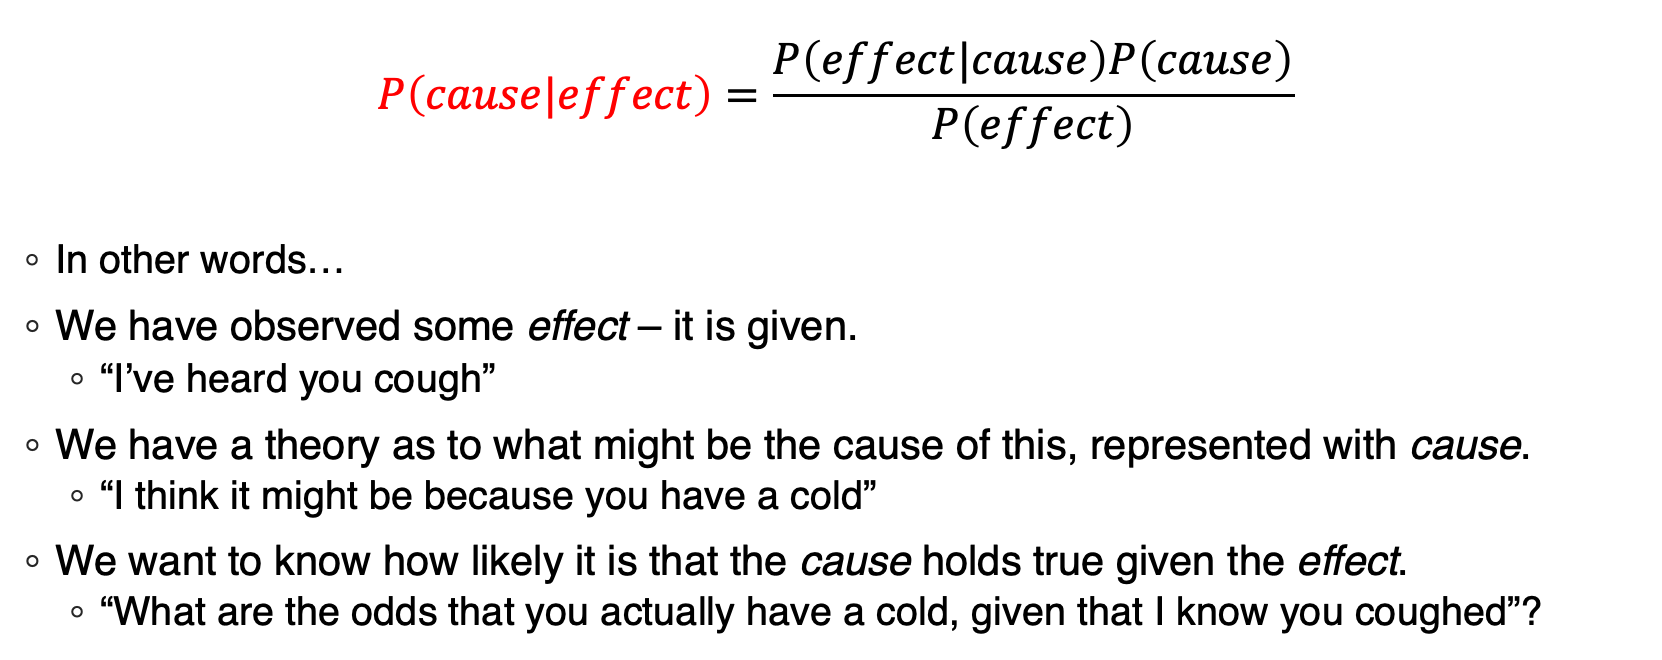 P(cause|effect) = P(effect|cause)P(cause) / P(effect)
◦ In other words…
◦ We have observed some effect – it is given.
◦ “I’ve heard you cough”
◦ We have a theory as to what might be the cause of this, represented with cause.
◦ “I think it might be because you have a cold”
◦ We want to know how likely it is that the cause holds true given the effect.
◦ “What are the odds that you actually have a cold, given that I know you coughed”?